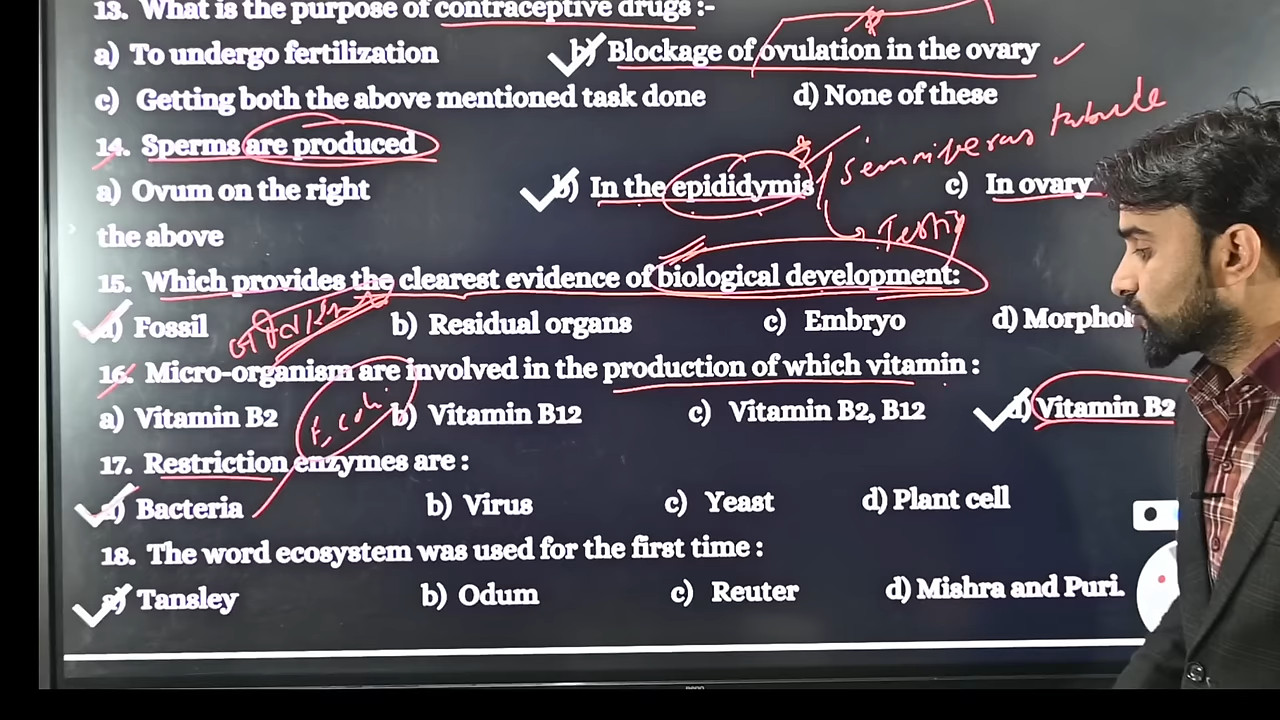 13. What is the purpose of contraceptive drugs :-
a) To undergo fertilization b) Blockage of ovulation in the ovary
c) Getting both the above mentioned task done d) None of these
14. Sperms are produced
a) Ovum on the right b) In the epididymis c) In ovary
the above
Testis
15. Which provides the clearest evidence of biological development:
a) Fossil b) Residual organs c) Embryo d) Morphol
16. Micro-organism are involved in the production of which vitamin :
a) Vitamin B2 b) Vitamin B12 c) Vitamin B2, B12 d) Vitamin B2
E. coli
17. Restriction enzymes are :
a) Bacteria b) Virus c) Yeast d) Plant cell
18. The word ecosystem was used for the first time :
a) Tansley b) Odum c) Reuter d) Mishra and Puri.